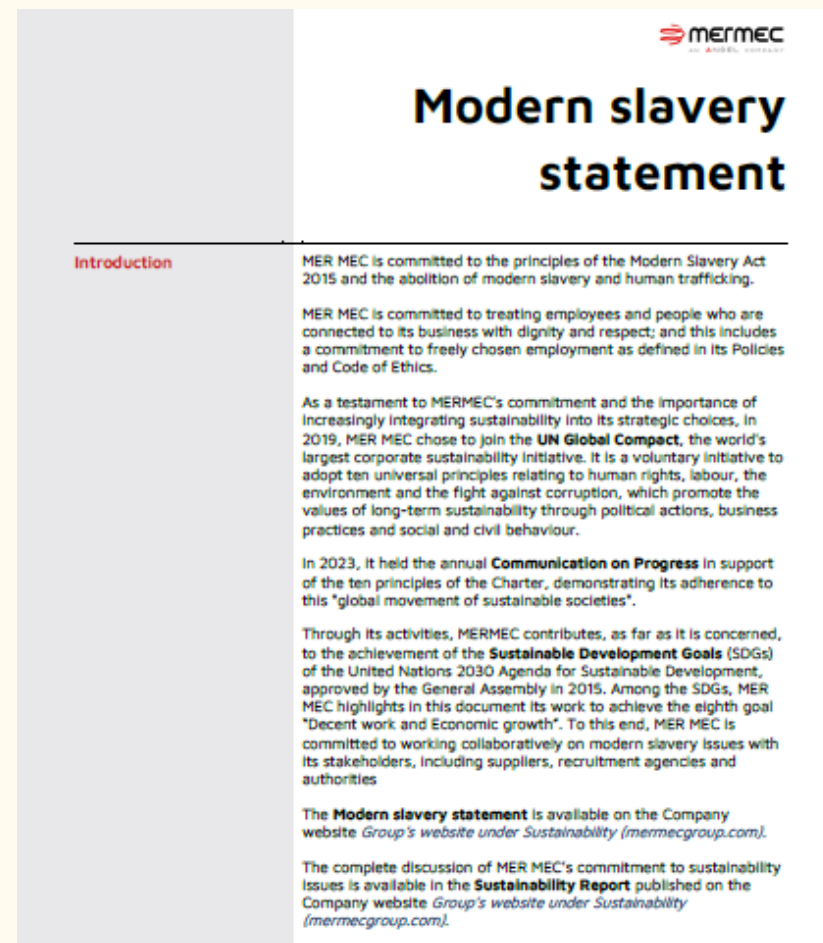 mermec
AN ANGEL COMPANY
Modern slavery
statement
Introduction
MER MEC is committed to the principles of the Modern Slavery Act
2015 and the abolition of modern slavery and human trafficking.
MER MEC is committed to treating employees and people who are
connected to its business with dignity and respect; and this includes
a commitment to freely chosen employment as defined in its Policies
and Code of Ethics.
As a testament to MERMEC's commitment and the importance of
increasingly integrating sustainability into its strategic choices, in
2019, MER MEC chose to join the UN Global Compact, the world's
largest corporate sustainability initiative. It is a voluntary initiative to
adopt ten universal principles relating to human rights, labour, the
environment and the fight against corruption, which promote the
values of long-term sustainability through political actions, business
practices and social and civil behaviour.
In 2023, it held the annual Communication on Progress in support
of the ten principles of the Charter, demonstrating its adherence to
this "global movement of sustainable societies".
Through its activities, MERMEC contributes, as far as it is concerned,
to the achievement of the Sustainable Development Goals (SDGs)
of the United Nations 2030 Agenda for Sustainable Development,
approved by the General Assembly in 2015. Among the SDGs, MER
MEC highlights in this document its work to achieve the eighth goal
"Decent work and Economic growth". To this end, MER MEC is
committed to working collaboratively on modern slavery issues with
its stakeholders, including suppliers, recruitment agencies and
authorities
The Modern slavery statement is available on the Company
website Group's website under Sustainability (mermecgroup.com).
The complete discussion of MER MEC's commitment to sustainability
issues is available in the Sustainability Report published on the
Company website Group's website under Sustainability
(mermecgroup.com).